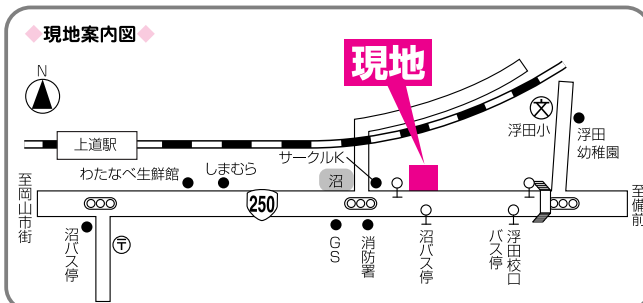 ◆現地案内図◆
N
現地
上道駅
浮田小
浮田
幼稚園
わたなべ生鮮館
しまむら
サークルK
沼
至岡山市街
250
至備前
沼バス停
〒
GS
消防署
沼バス停
浮田校口
バス停
文